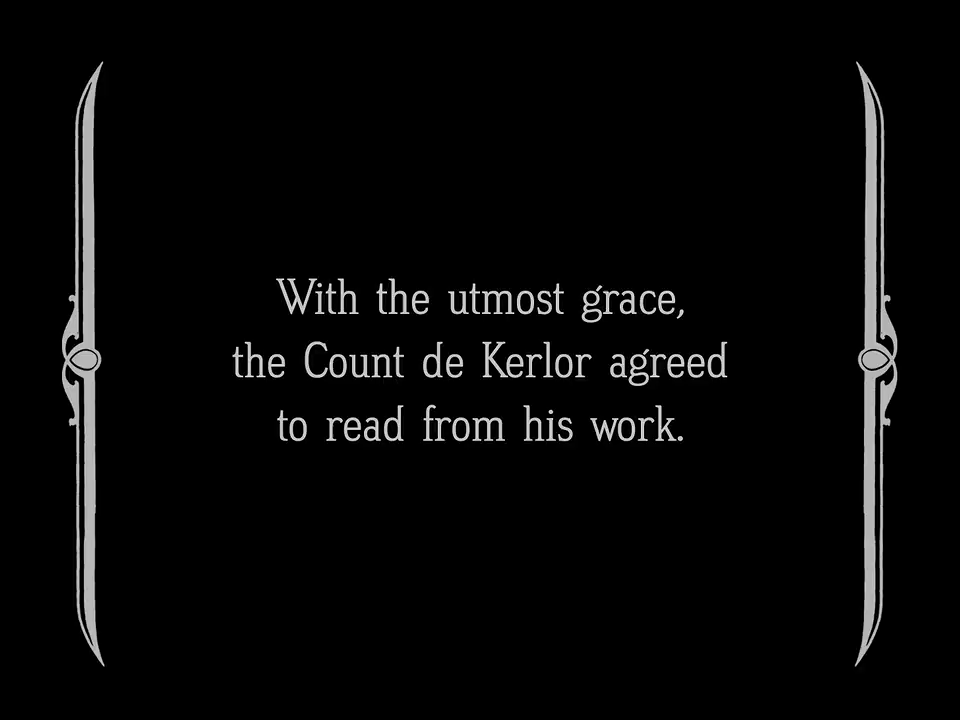 With the utmost grace,
the Count de Kerlor agreed
to read from his work.